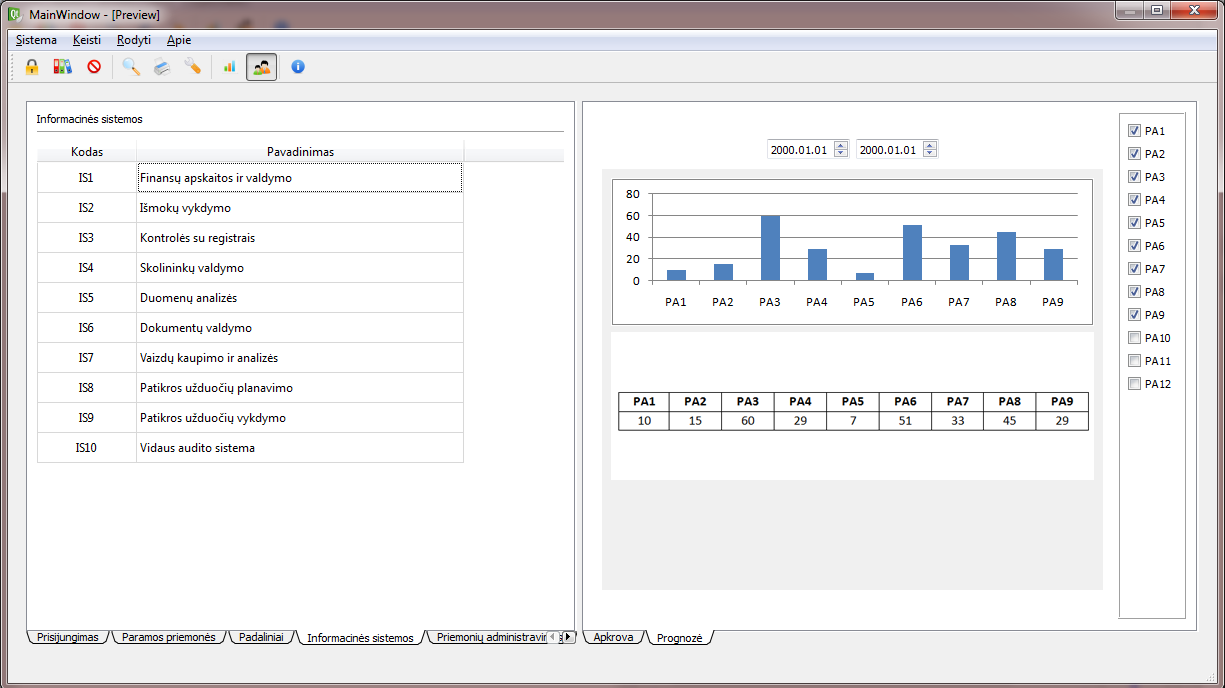 MainWindow - [Preview]
Sistema Keisti Rodyti Apie
Informacinės sistemos
Kodas Pavadinimas
IS1 Finansų apskaitos ir valdymo
IS2 Išmokų vykdymo
IS3 Kontrolės su registrais
IS4 Skolininkų valdymo
IS5 Duomenų analizės
IS6 Dokumentų valdymo
IS7 Vaizdų kaupimo ir analizės
IS8 Patikros užduočių planavimo
IS9 Patikros užduočių vykdymo
IS10 Vidaus audito sistema
Prisijungimas Paramos priemonės Padaliniai Informacinės sistemos Priemonių
2000.01.01 2000.01.01
80
60
40
20
0
PA1 PA2 PA3 PA4 PA5 PA6 PA7 PA8 PA9
PA1 PA2 PA3 PA4 PA5 PA6 PA7 PA8 PA9
10 15 60 29 7 51 33 45 29
PA1
PA2
PA3
PA4
PA5
PA6
PA7
PA8
PA9
PA10
PA11
PA12
Apkrova Prognozė